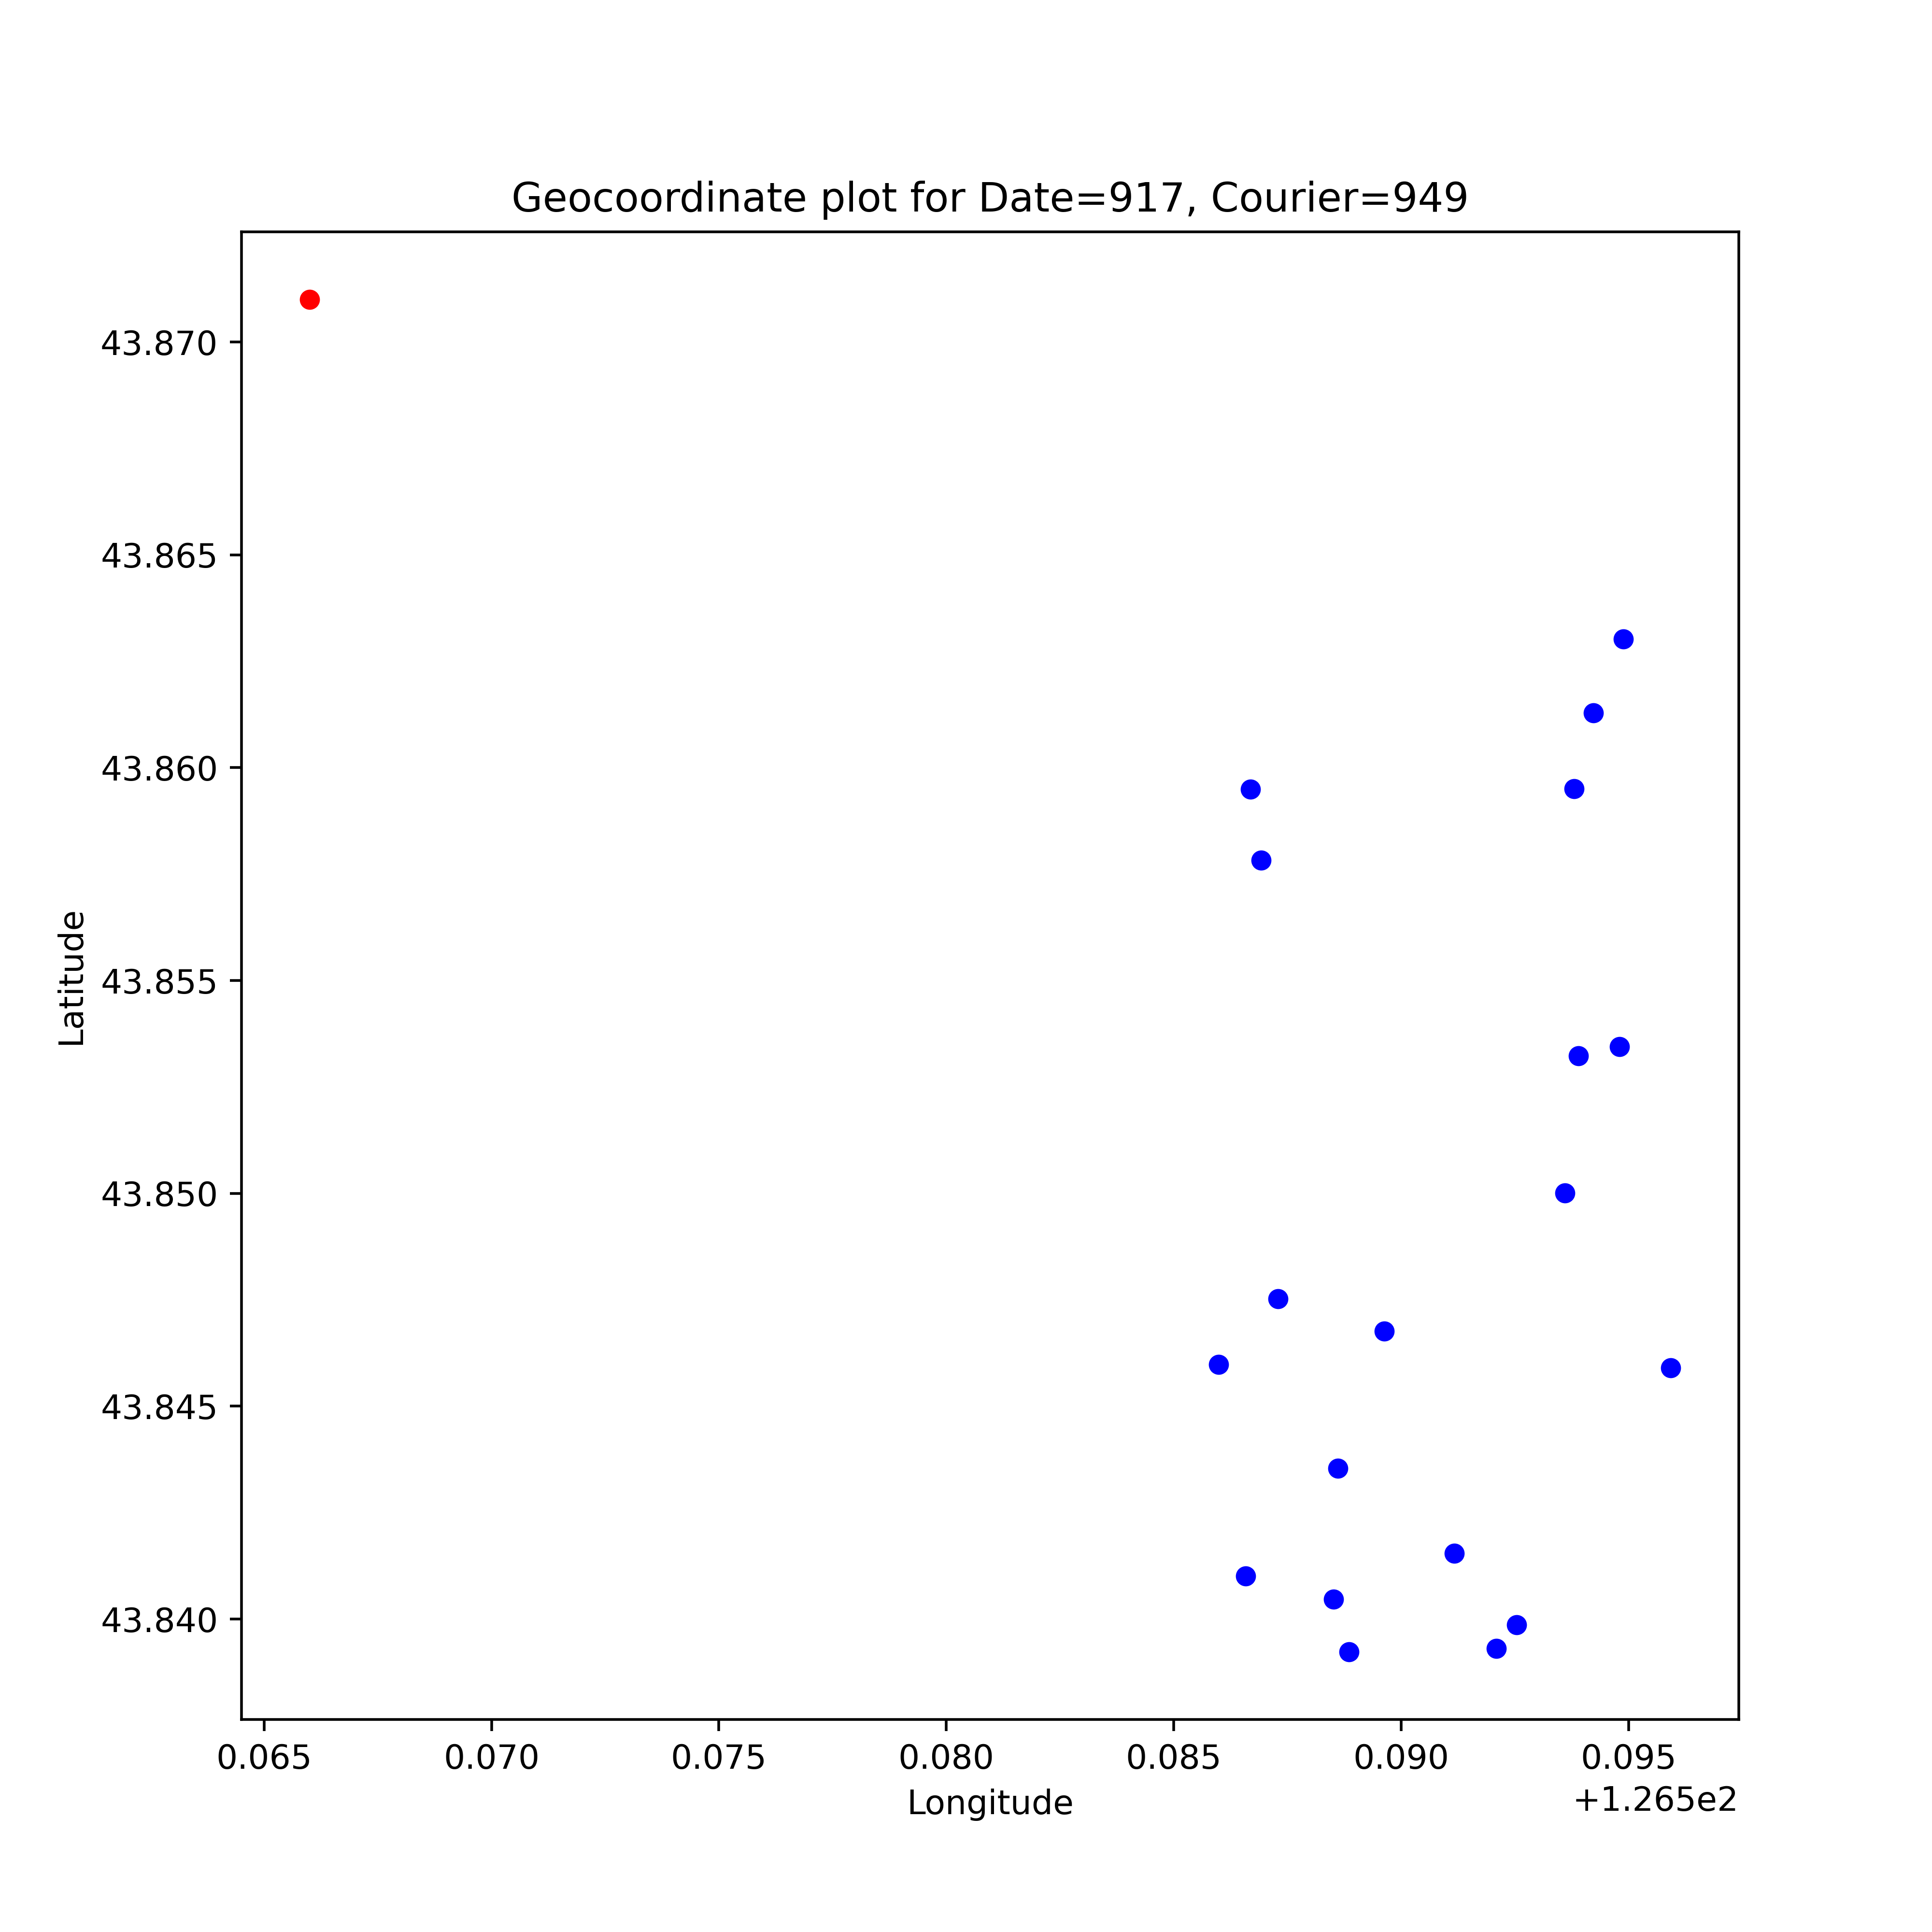 Geocoordinate plot for Date=917, Courier=949
43.870
43.865
43.860
43.855
43.850
43.845
43.840
Latitude
0.065 0.070 0.075 0.080 0.085 0.090 0.095
Longitude
+1.265e2